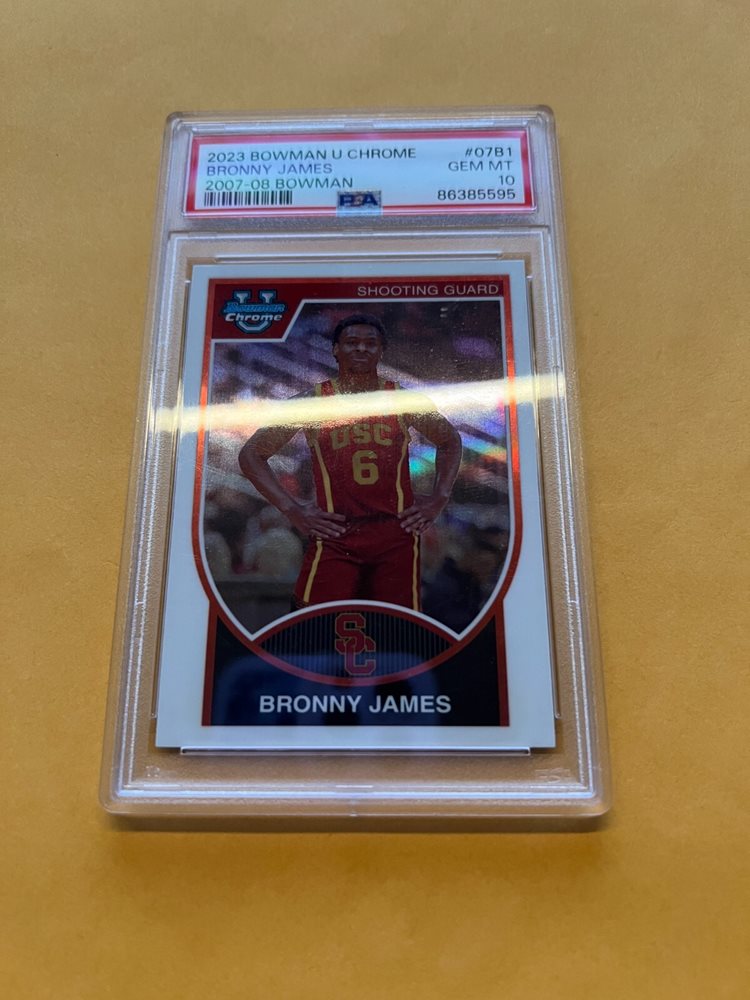 2023 BOWMAN U CHROME #07B1
BRONNY JAMES GEM MT
2007-08 BOWMAN 10
PSA 86385595
SHOOTING GUARD
U
Bowman
Chrome
USC
6
SC
BRONNY JAMES